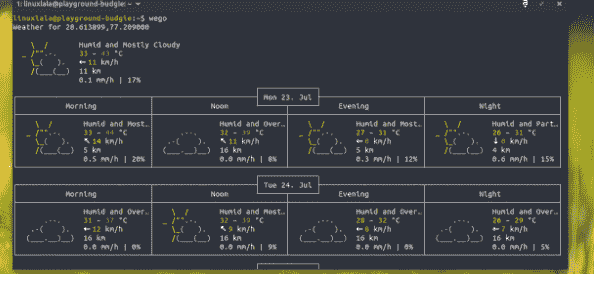 1: linuxlala@playground-budgie: ~
linuxlala@playground-budgie:~$ wego
Weather for 28.613899,77.209000
Humid and Mostly Cloudy
33 – 43 °C
← 11 km/h
11 km
0.1 mm/h | 17%
Mon 23. Jul
Morning Noon Evening Night
Humid and Most… Humid and Over… Humid and Most… Humid and Part…
33 – 44 °C 32 – 39 °C 27 – 31 °C 26 – 31 °C
↖ 14 km/h ↖ 11 km/h ← 6 km/h ↓ 6 km/h
5 km 16 km 5 km 4 km
0.5 mm/h | 20% 0.0 mm/h | 8% 0.3 mm/h | 12% 0.6 mm/h | 15%
Tue 24. Jul
Morning Noon Evening Night
Humid and Over… Humid and Most… Humid and Over… Humid and Over…
31 – 37 °C 32 – 39 °C 28 – 32 °C 26 – 29 °C
← 12 km/h ↖ 9 km/h ← 8 km/h ← 7 km/h
16 km 16 km 16 km 16 km
0.0 mm/h | 0% 0.0 mm/h | 9% 0.0 mm/h | 0% 0.0 mm/h | 5%